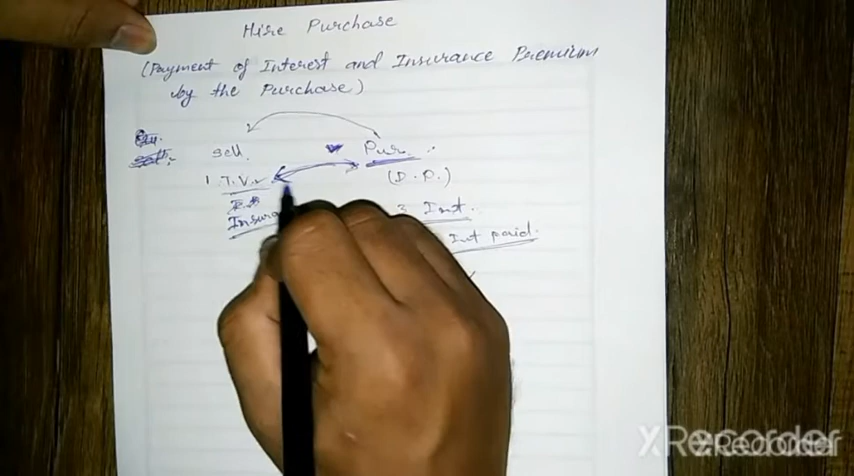 Hire Purchase
(Payment of Interest and Insurance Premium
by the Purchase)
Sell. Pur.
1. T.V. (D.P.)
Insura 3 Int.
Int paid.
XRecorder